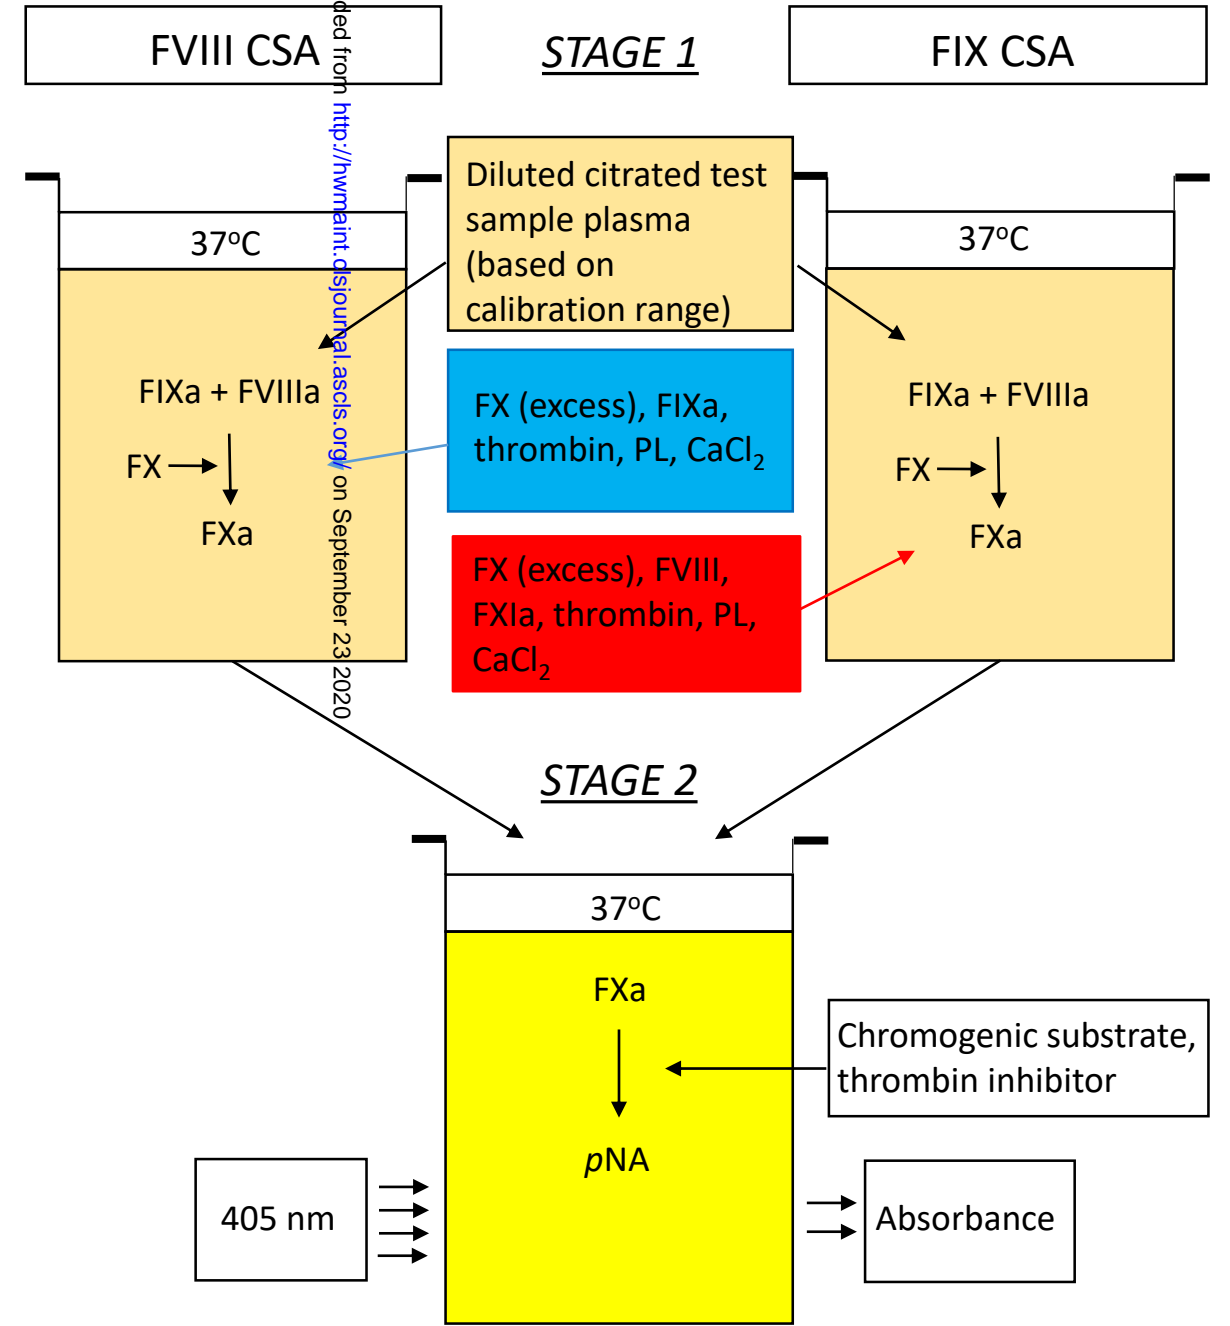 FVIII CSA
STAGE 1
FIX CSA
ded from http://hwmaint.clsjournal.ascls.org/ on September 23 2020
Diluted citrated test
sample plasma
(based on
calibration range)
37°C
37°C
FIXa + FVIIIa
FX
FXa
FX (excess), FIXa,
thrombin, PL, CaCl₂
FIXa + FVIIIa
FX
FXa
FX (excess), FVIII,
FXIa, thrombin, PL,
CaCl₂
STAGE 2
37°C
FXa
Chromogenic substrate,
thrombin inhibitor
pNA
405 nm
Absorbance